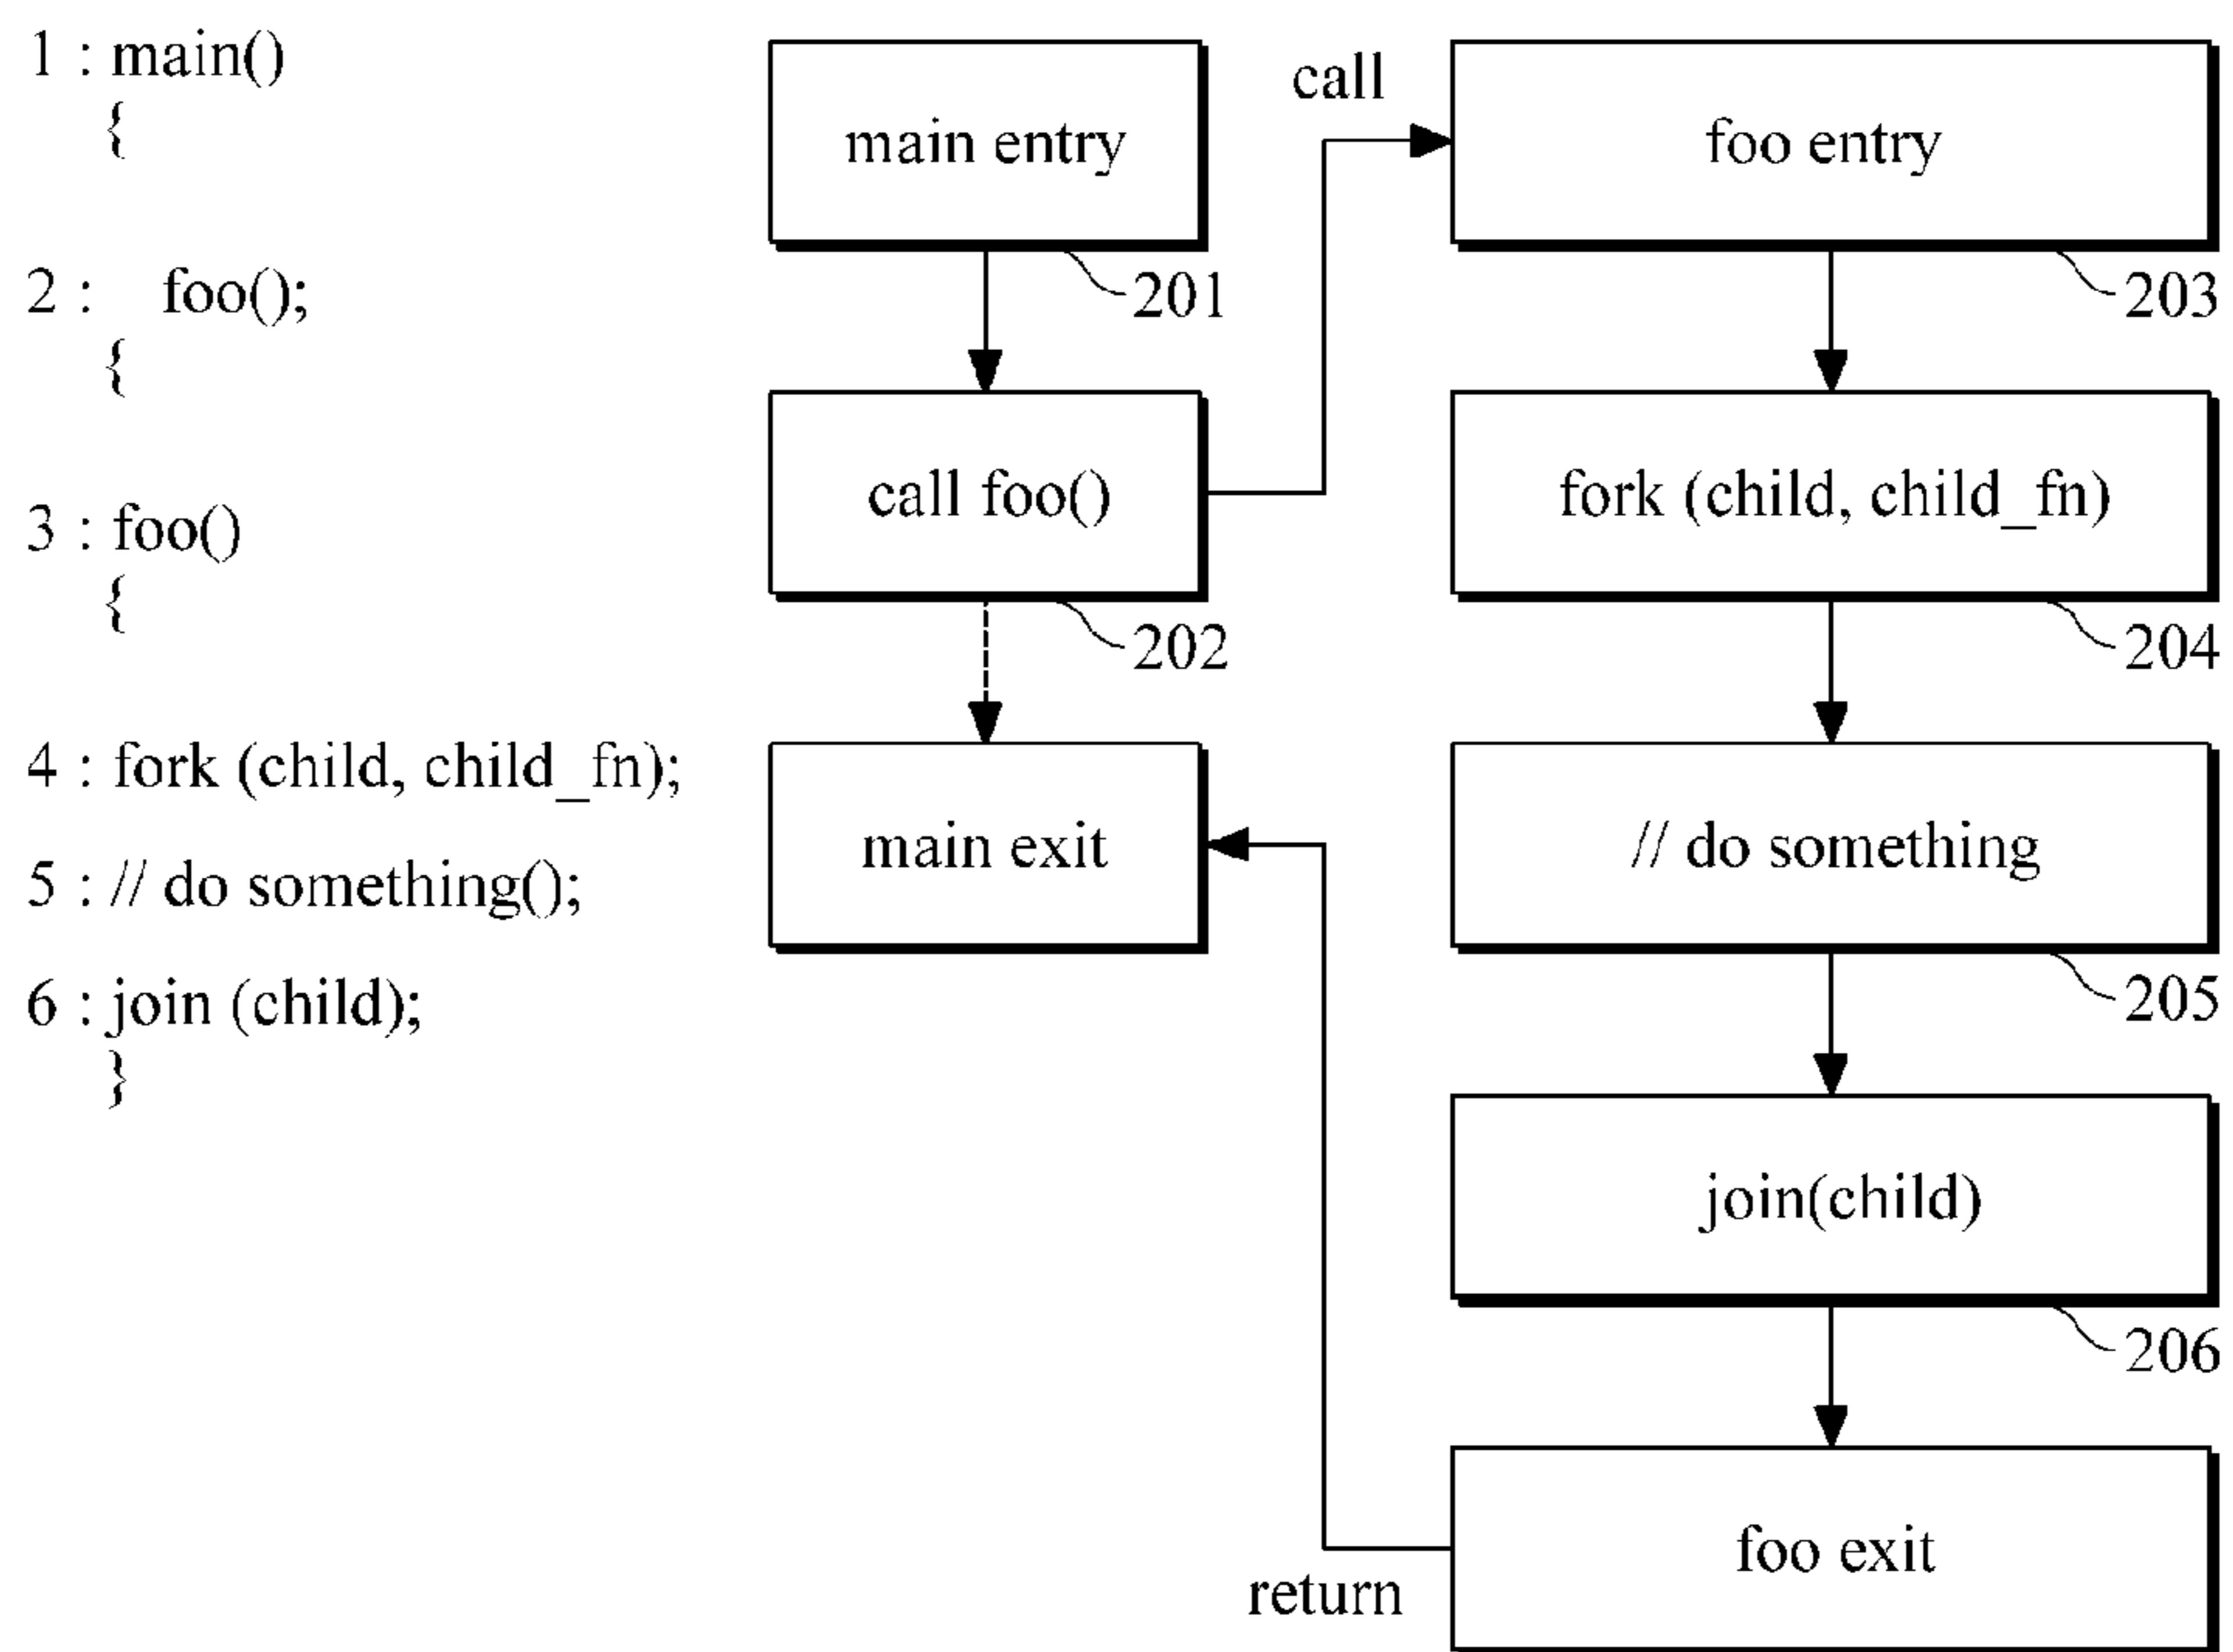 1 : main()
{
2 : foo();
{
3 : foo()
{
4 : fork (child, child_fn);
5 : // do something();
6 : join (child);
}
main entry
201
call foo()
202
main exit
call
foo entry
203
fork (child, child_fn)
204
// do something
205
join(child)
206
foo exit
return